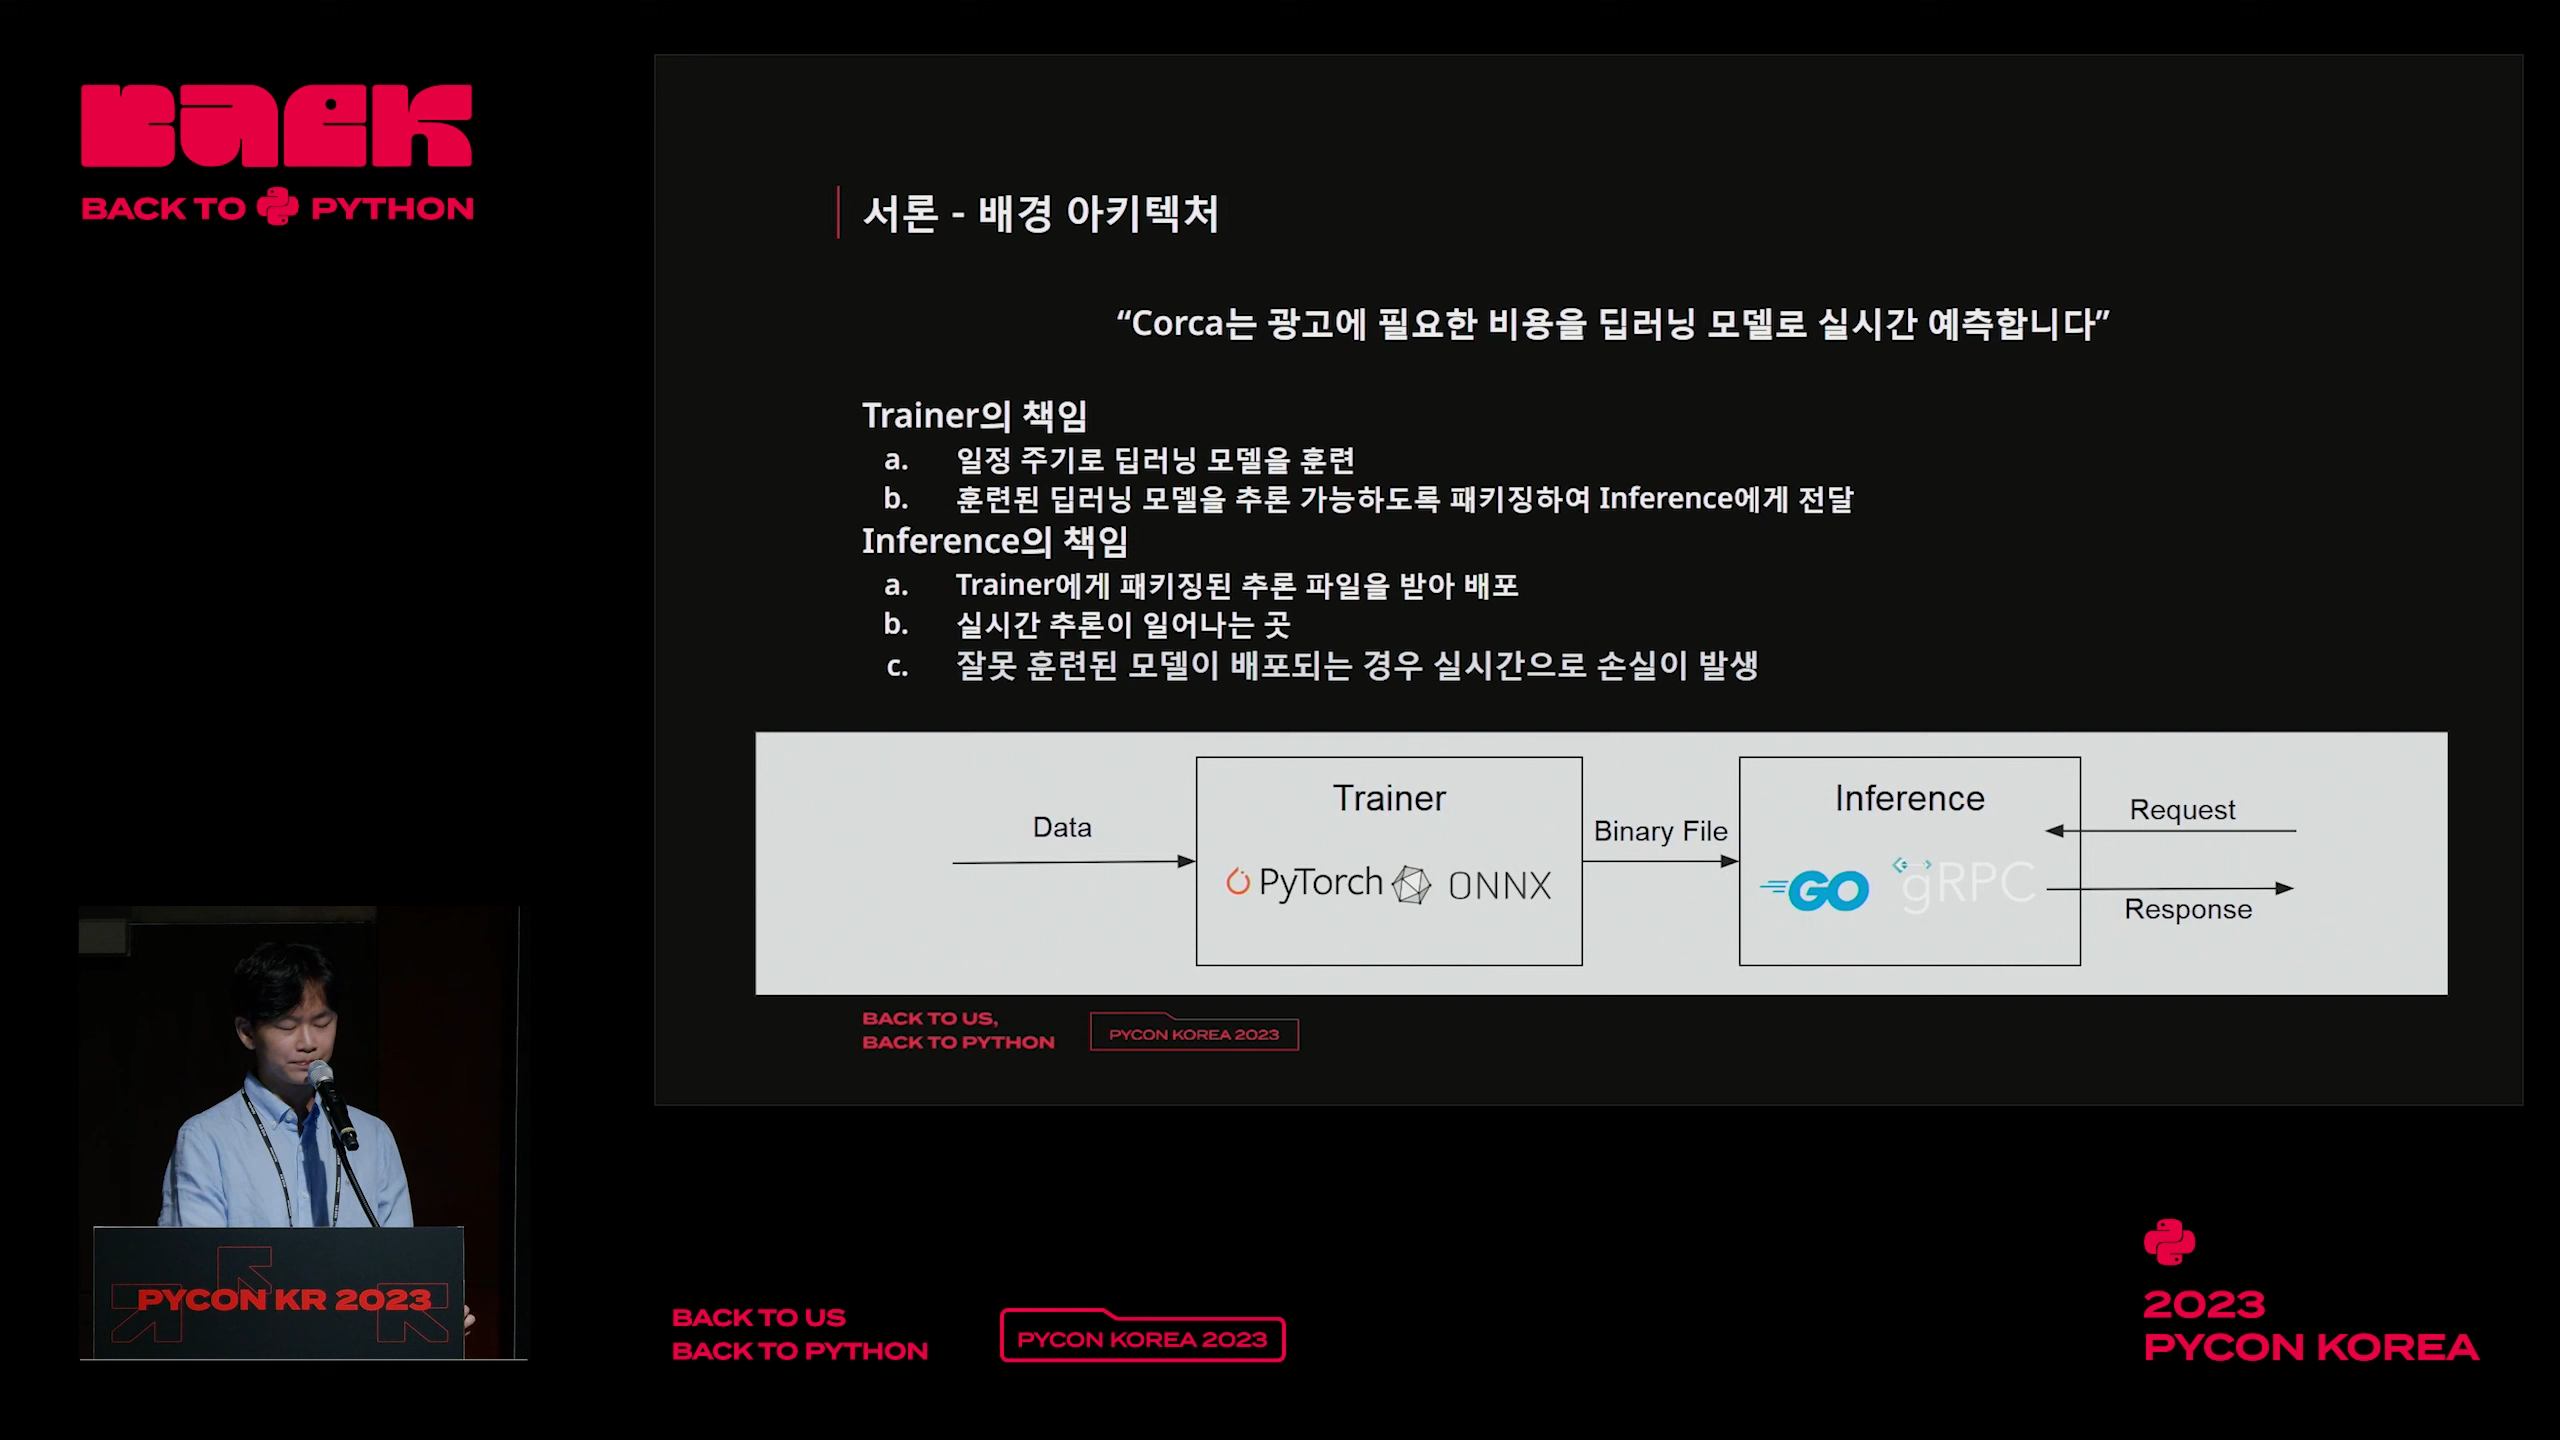 BACK
BACK TO PYTHON
서론 - 배경 아키텍처
“Corca는 광고에 필요한 비용을 딥러닝 모델로 실시간 예측합니다”
Trainer의 책임
a. 일정 주기로 딥러닝 모델을 훈련
b. 훈련된 딥러닝 모델을 추론 가능하도록 패키징하여 Inference에게 전달
Inference의 책임
a. Trainer에게 패키징된 추론 파일을 받아 배포
b. 실시간 추론이 일어나는 곳
c. 잘못 훈련된 모델이 배포되는 경우 실시간으로 손실이 발생
Data
Trainer
PyTorch ONNX
Binary File
Inference
GO gRPC
Request
Response
BACK TO US,
BACK TO PYTHON
PYCON KOREA 2023
PYCON KR 2023
BACK TO US
BACK TO PYTHON
PYCON KOREA 2023
2023
PYCON KOREA